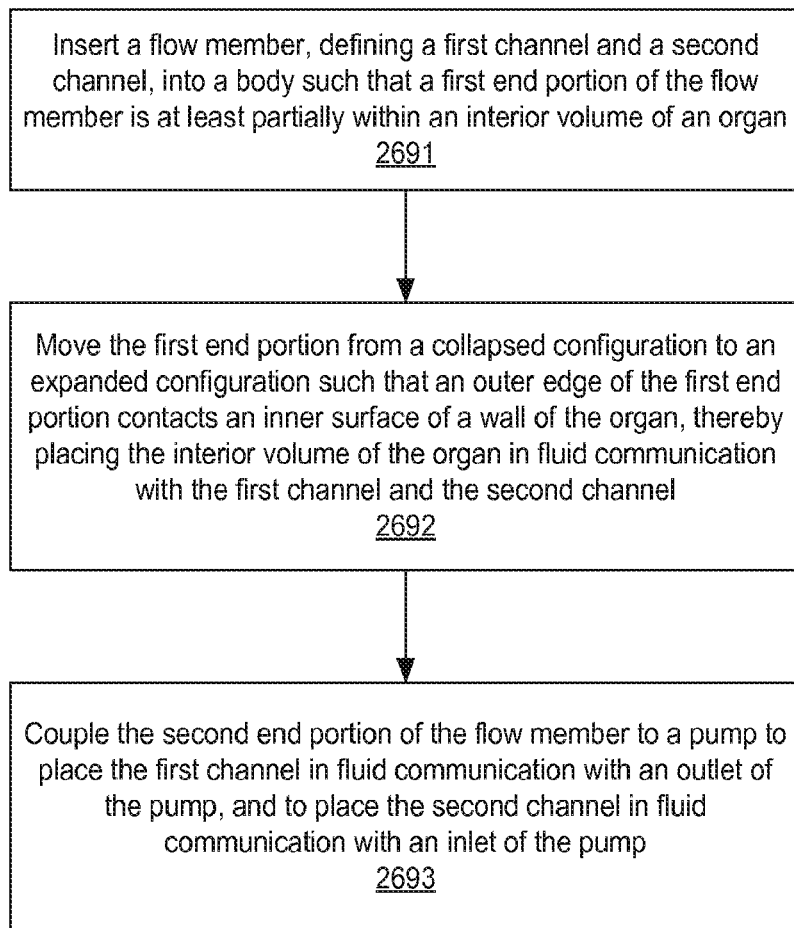 Insert a flow member, defining a first channel and a second
channel, into a body such that a first end portion of the flow
member is at least partially within an interior volume of an organ
2691
Move the first end portion from a collapsed configuration to an
expanded configuration such that an outer edge of the first end
portion contacts an inner surface of a wall of the organ, thereby
placing the interior volume of the organ in fluid communication
with the first channel and the second channel
2692
Couple the second end portion of the flow member to a pump to
place the first channel in fluid communication with an outlet of
the pump, and to place the second channel in fluid
communication with an inlet of the pump
2693